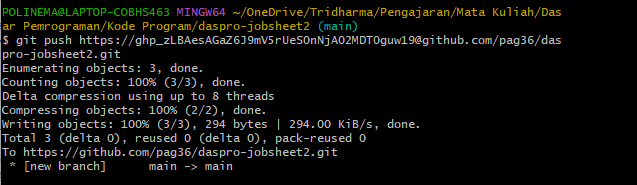 POLINEMA@LAPTOP-COBHS463 MINGW64 ~/OneDrive/Tridharma/Pengajaran/Mata Kuliah/Das
ar Pemrograman/Kode Program/daspro-jobsheet2 (main)
$ git push https://ghp_zLBAesAGaZ6J9mV5rUeSOnNjAO2MDTOguw19@github.com/pag36/das
pro-jobsheet2.git
Enumerating objects: 3, done.
Counting objects: 100% (3/3), done.
Delta compression using up to 8 threads
Compressing objects: 100% (2/2), done.
Writing objects: 100% (3/3), 294 bytes | 294.00 KiB/s, done.
Total 3 (delta 0), reused 0 (delta 0), pack-reused 0
To https://github.com/pag36/daspro-jobsheet2.git
 * [new branch]      main -> main